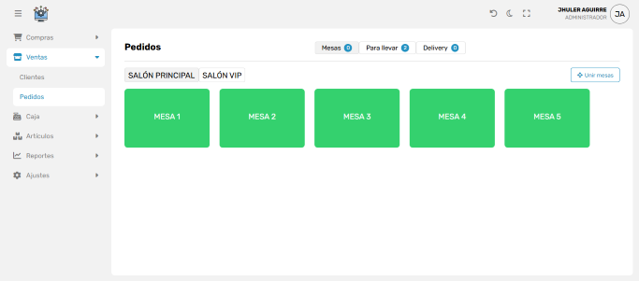 JHULER AGUIRRE
ADMINISTRADOR
JA
Compras
Ventas
Clientes
Pedidos
Caja
Artículos
Reportes
Ajustes
Pedidos
Mesas 0
Para llevar 2
Delivery 0
SALÓN PRINCIPAL SALÓN VIP
Unir mesas
MESA 1 MESA 2 MESA 3 MESA 4 MESA 5